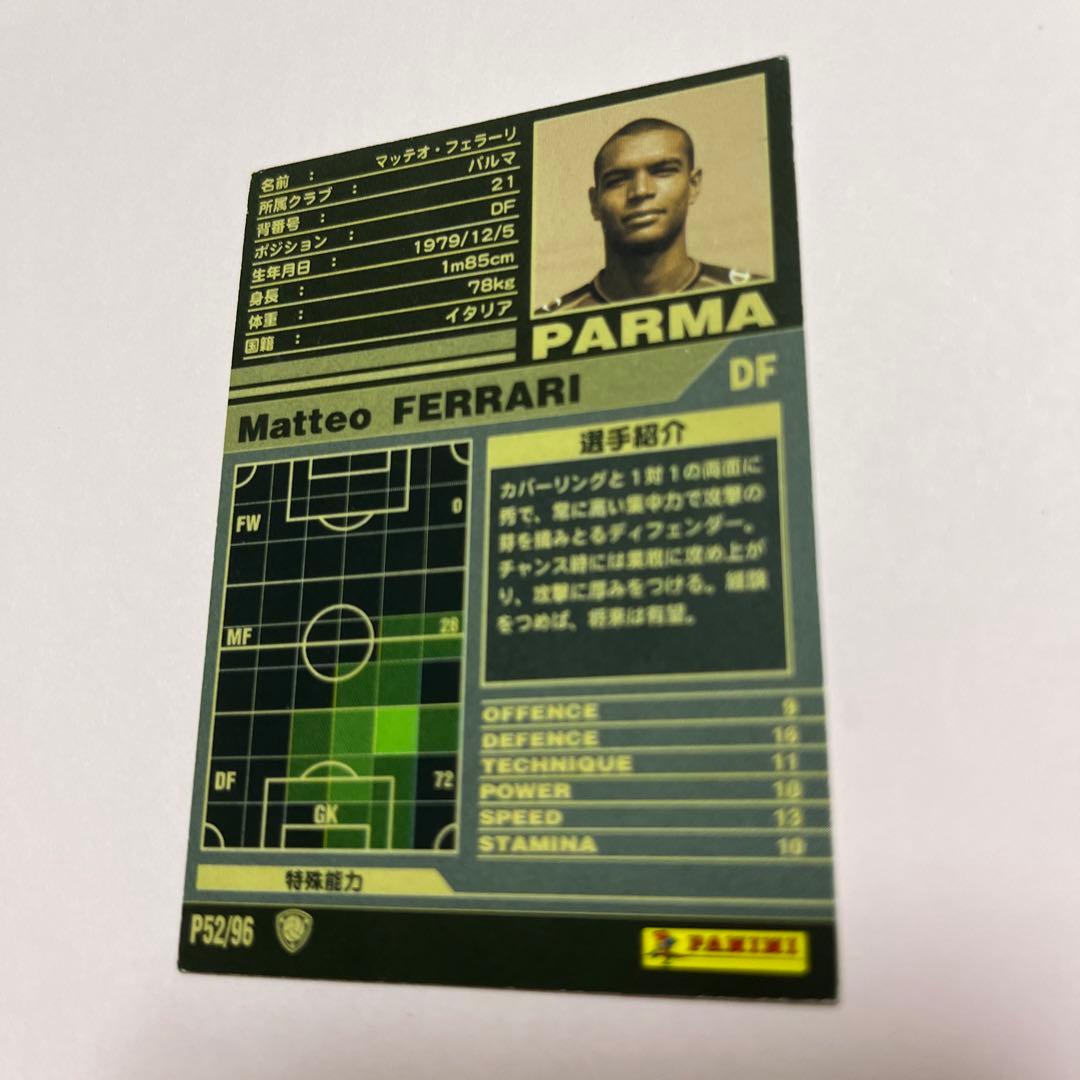 名前 : マッテオ・フェラーリ
所属クラブ : パルマ
背番号 : 21
ポジション : DF
生年月日 : 1979/12/5
身長 : 1m85cm
体重 : 78kg
国籍 : イタリア
PARMA
Matteo FERRARI
DF
選手紹介
カバーリングと1対1の両面に
秀で、常に高い集中力で攻撃の
芽を摘みとるディフェンダー。
チャンス時には果敢に攻め上が
り、攻撃に厚みをつける。経験
をつめば、将来は有望。
FW 0
MF 28
DF 72
GK
OFFENCE 9
DEFENCE 16
TECHNIQUE 11
POWER
SPEED 13
STAMINA
特殊能力
P52/96
PANINI